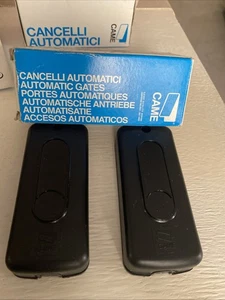 CANCELLI
AUTOMATICI
CAME
CANCELLI AUTOMATICI
AUTOMATIC GATES
PORTES AUTOMATIQUES
AUTOMATISCHE ANTRIEBE
AUTOMATISATIE
ACCESOS AUTOMATICOS
CAME